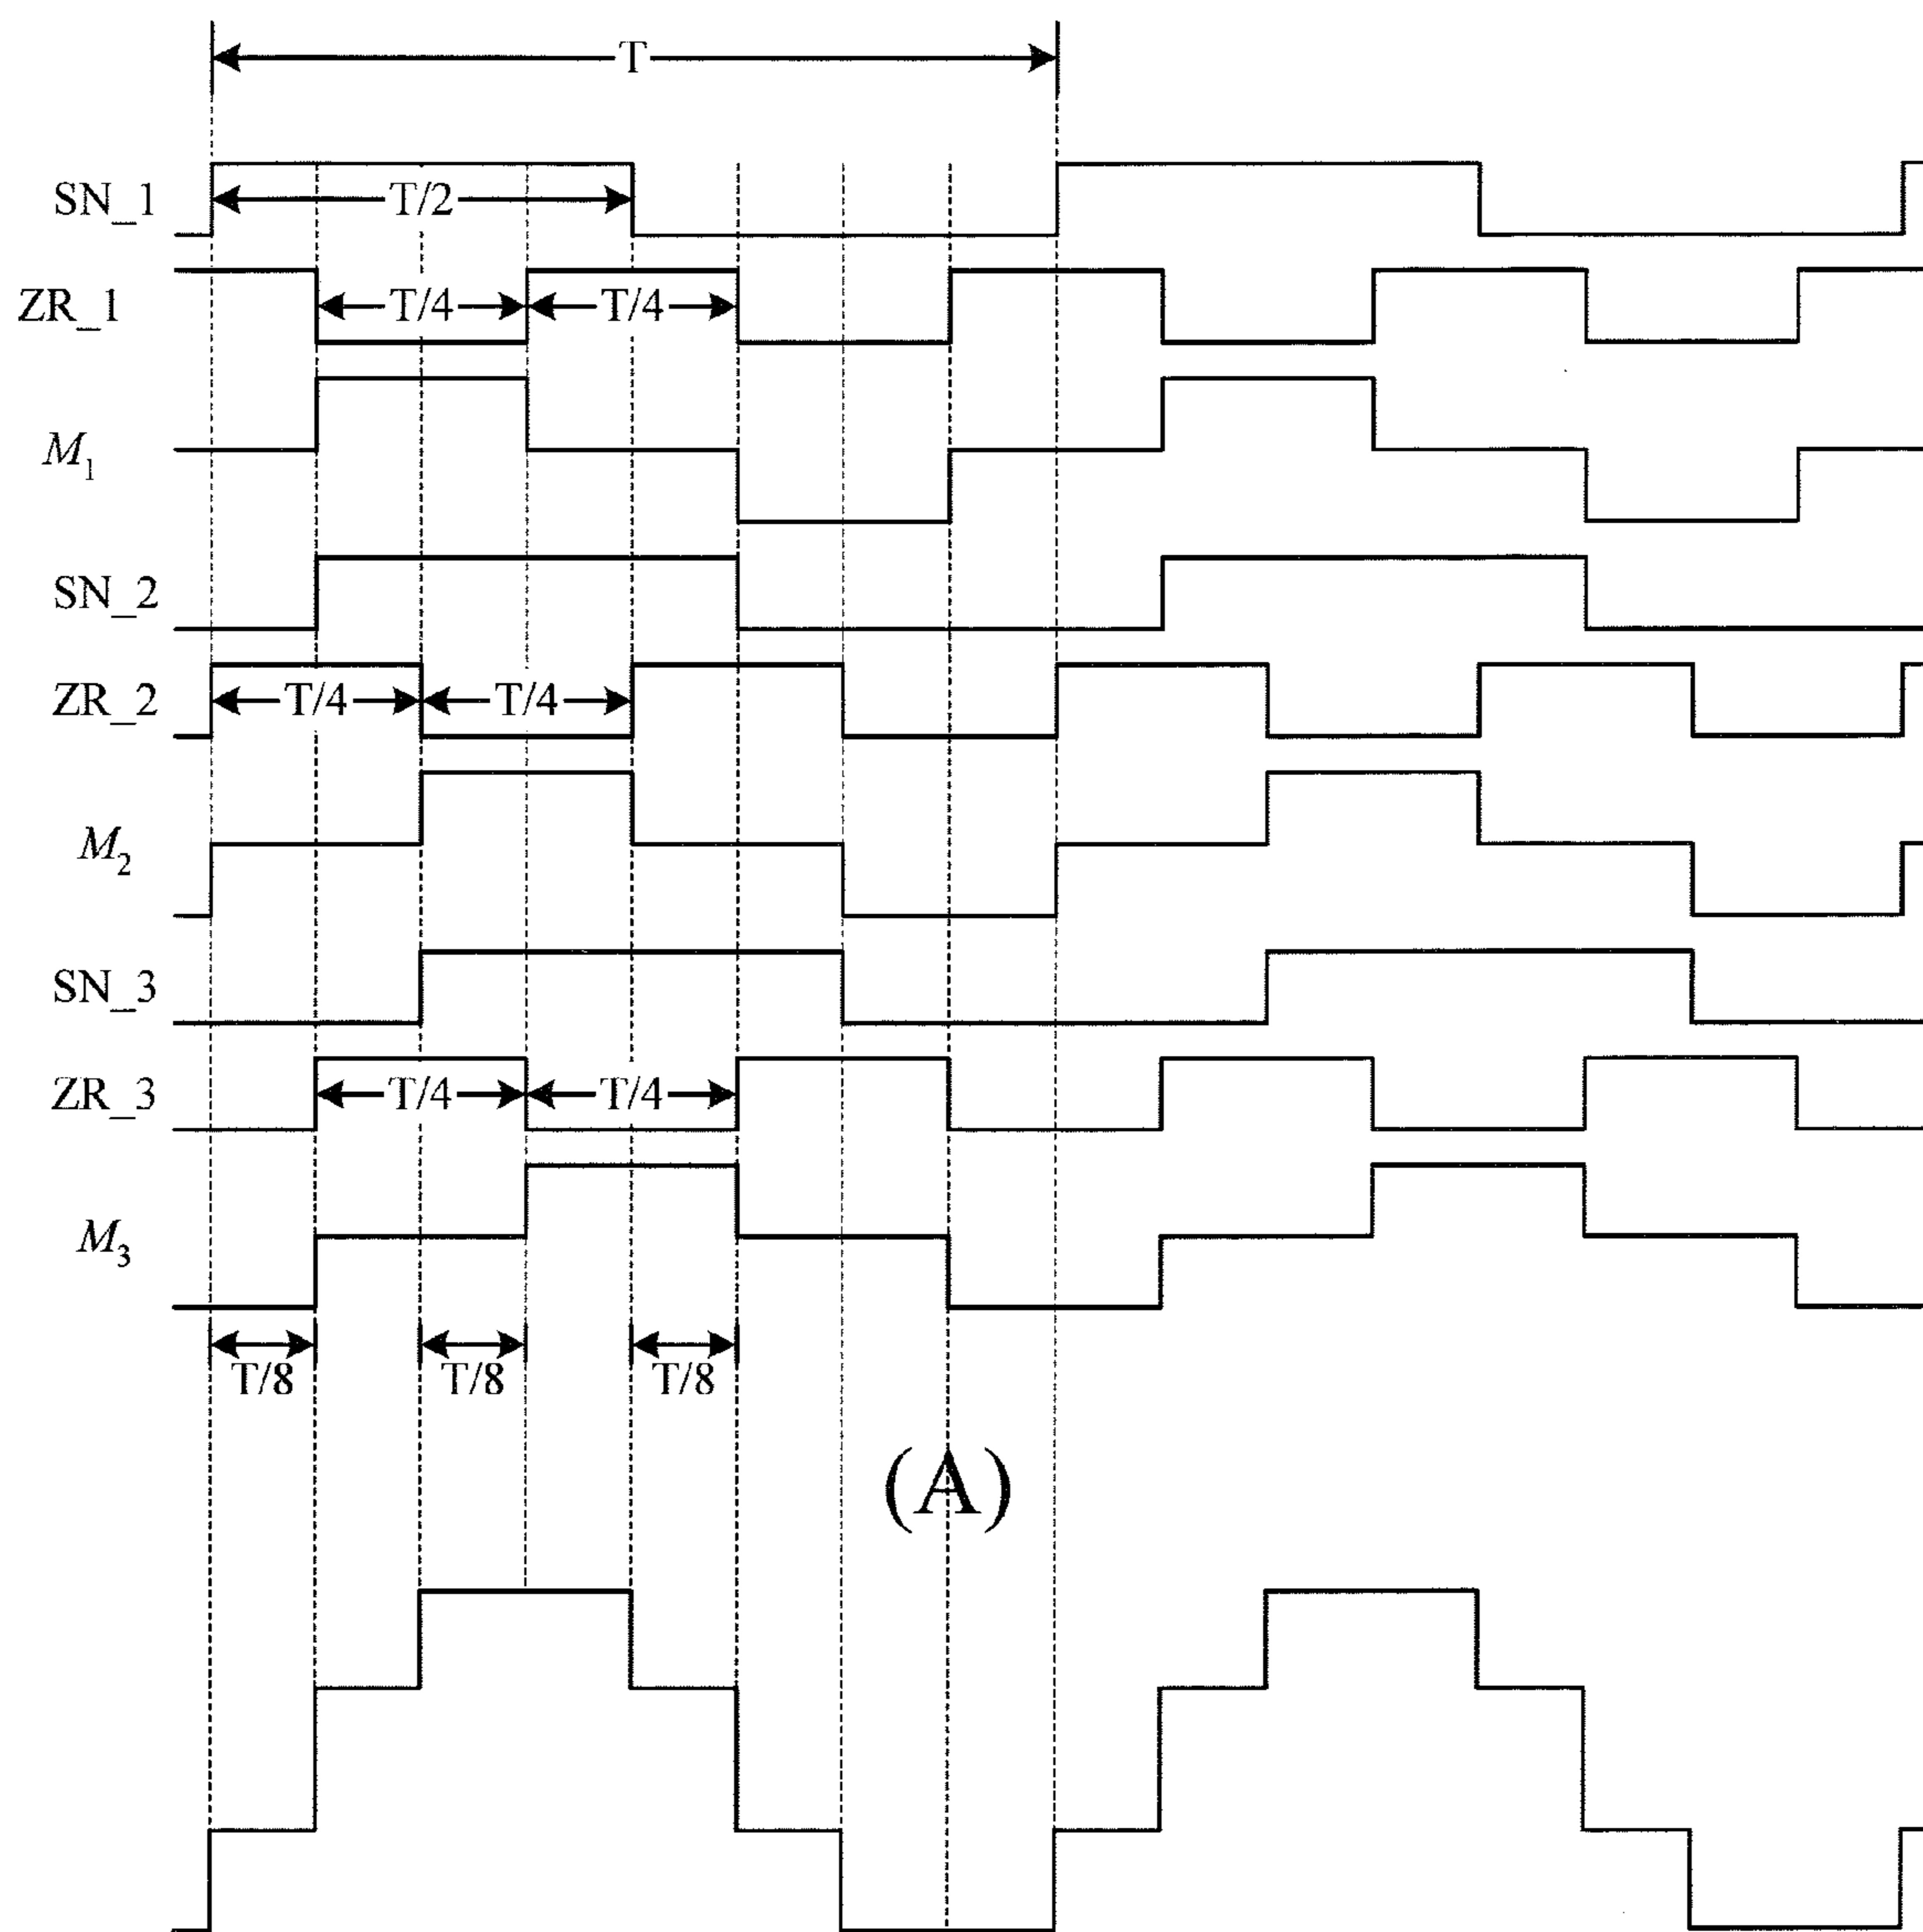 T
SN_1
T/2
ZR_1
T/4
T/4
M₁
SN_2
ZR_2
T/4
T/4
M₂
SN_3
ZR_3
T/4
T/4
M₃
T/8
T/8
T/8
(A)